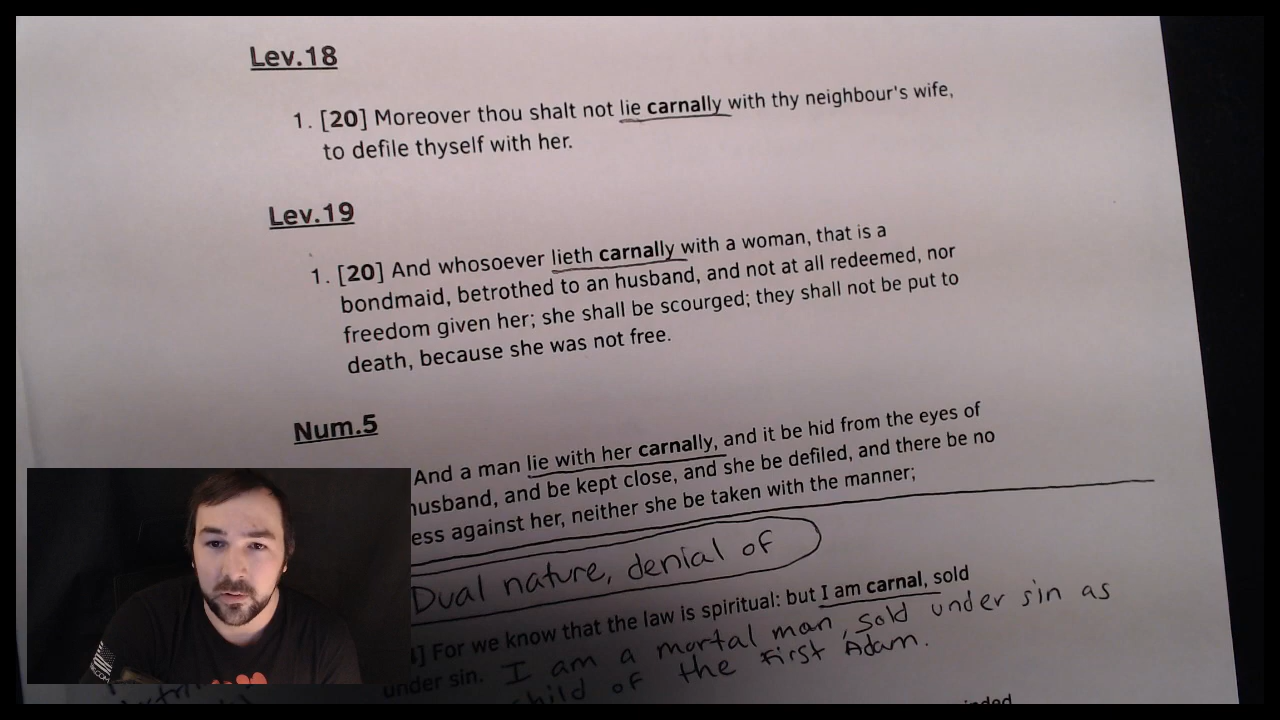 Lev.18
1. [20] Moreover thou shalt not lie carnally with thy neighbour's wife,
to defile thyself with her.
Lev.19
1. [20] And whosoever lieth carnally with a woman, that is a
bondmaid, betrothed to an husband, and not at all redeemed, nor
freedom given her; she shall be scourged; they shall not be put to
death, because she was not free.
Num.5
And a man lie with her carnally, and it be hid from the eyes of
husband, and be kept close, and she be defiled, and there be no
ess against her, neither she be taken with the manner;
Dual nature, denial of
] For we know that the law is spiritual: but I am carnal, sold
under sin. I am a mortal man, sold under sin as
child of the first Adam.